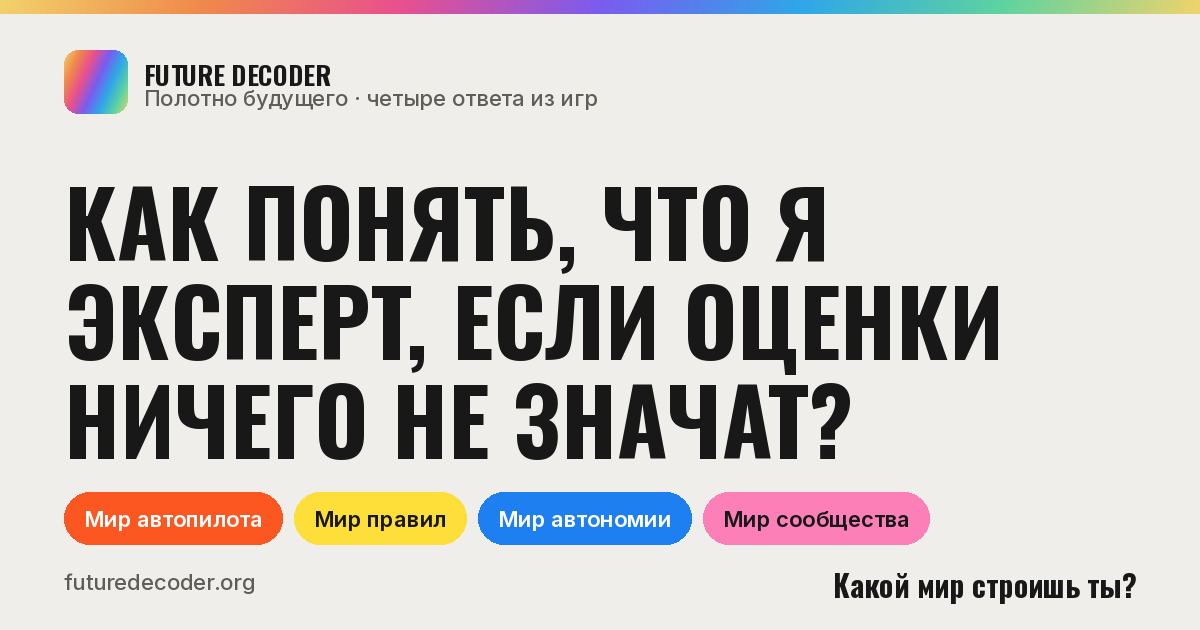 FUTURE DECODER
Полотно будущего · четыре ответа из игр
КАК ПОНЯТЬ, ЧТО Я
ЭКСПЕРТ, ЕСЛИ ОЦЕНКИ
НИЧЕГО НЕ ЗНАЧАТ?
Мир автопилота Мир правил Мир автономии Мир сообщества
futuredecoder.org Какой мир строишь ты?